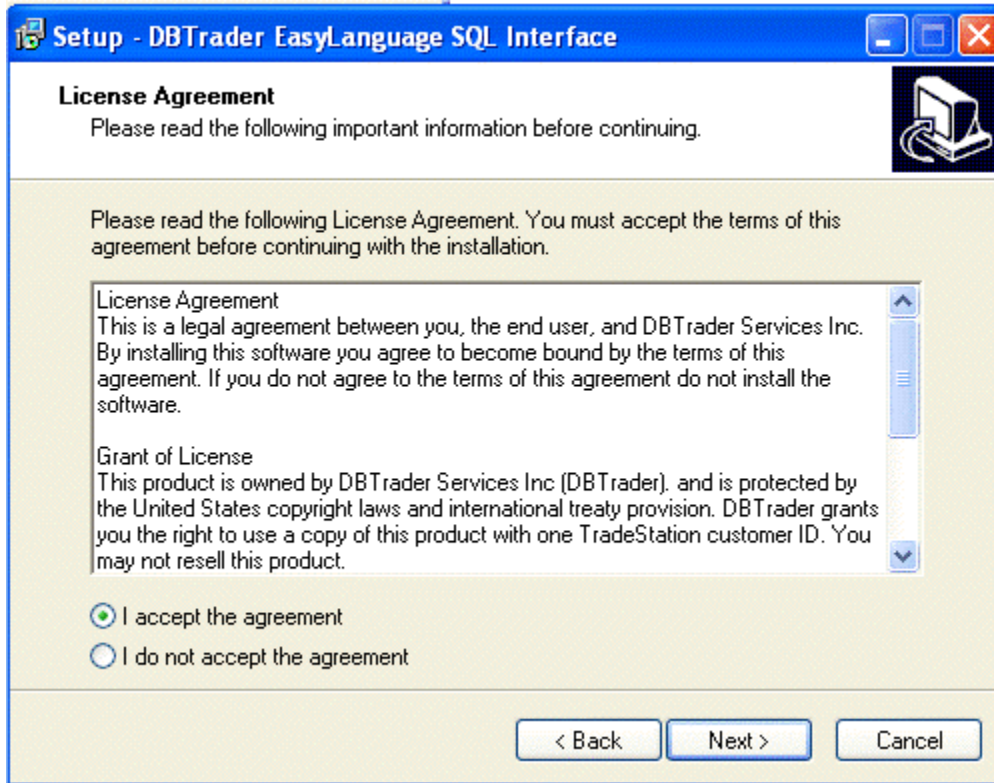 Setup - DBTrader EasyLanguage SQL Interface
License Agreement
Please read the following important information before continuing.
Please read the following License Agreement. You must accept the terms of this
agreement before continuing with the installation.
License Agreement
This is a legal agreement between you, the end user, and DBTrader Services Inc.
By installing this software you agree to become bound by the terms of this
agreement. If you do not agree to the terms of this agreement do not install the
software.
Grant of License
This product is owned by DBTrader Services Inc (DBTrader). and is protected by
the United States copyright laws and international treaty provision. DBTrader grants
you the right to use a copy of this product with one TradeStation customer ID. You
may not resell this product.
I accept the agreement
I do not accept the agreement
< Back Next > Cancel